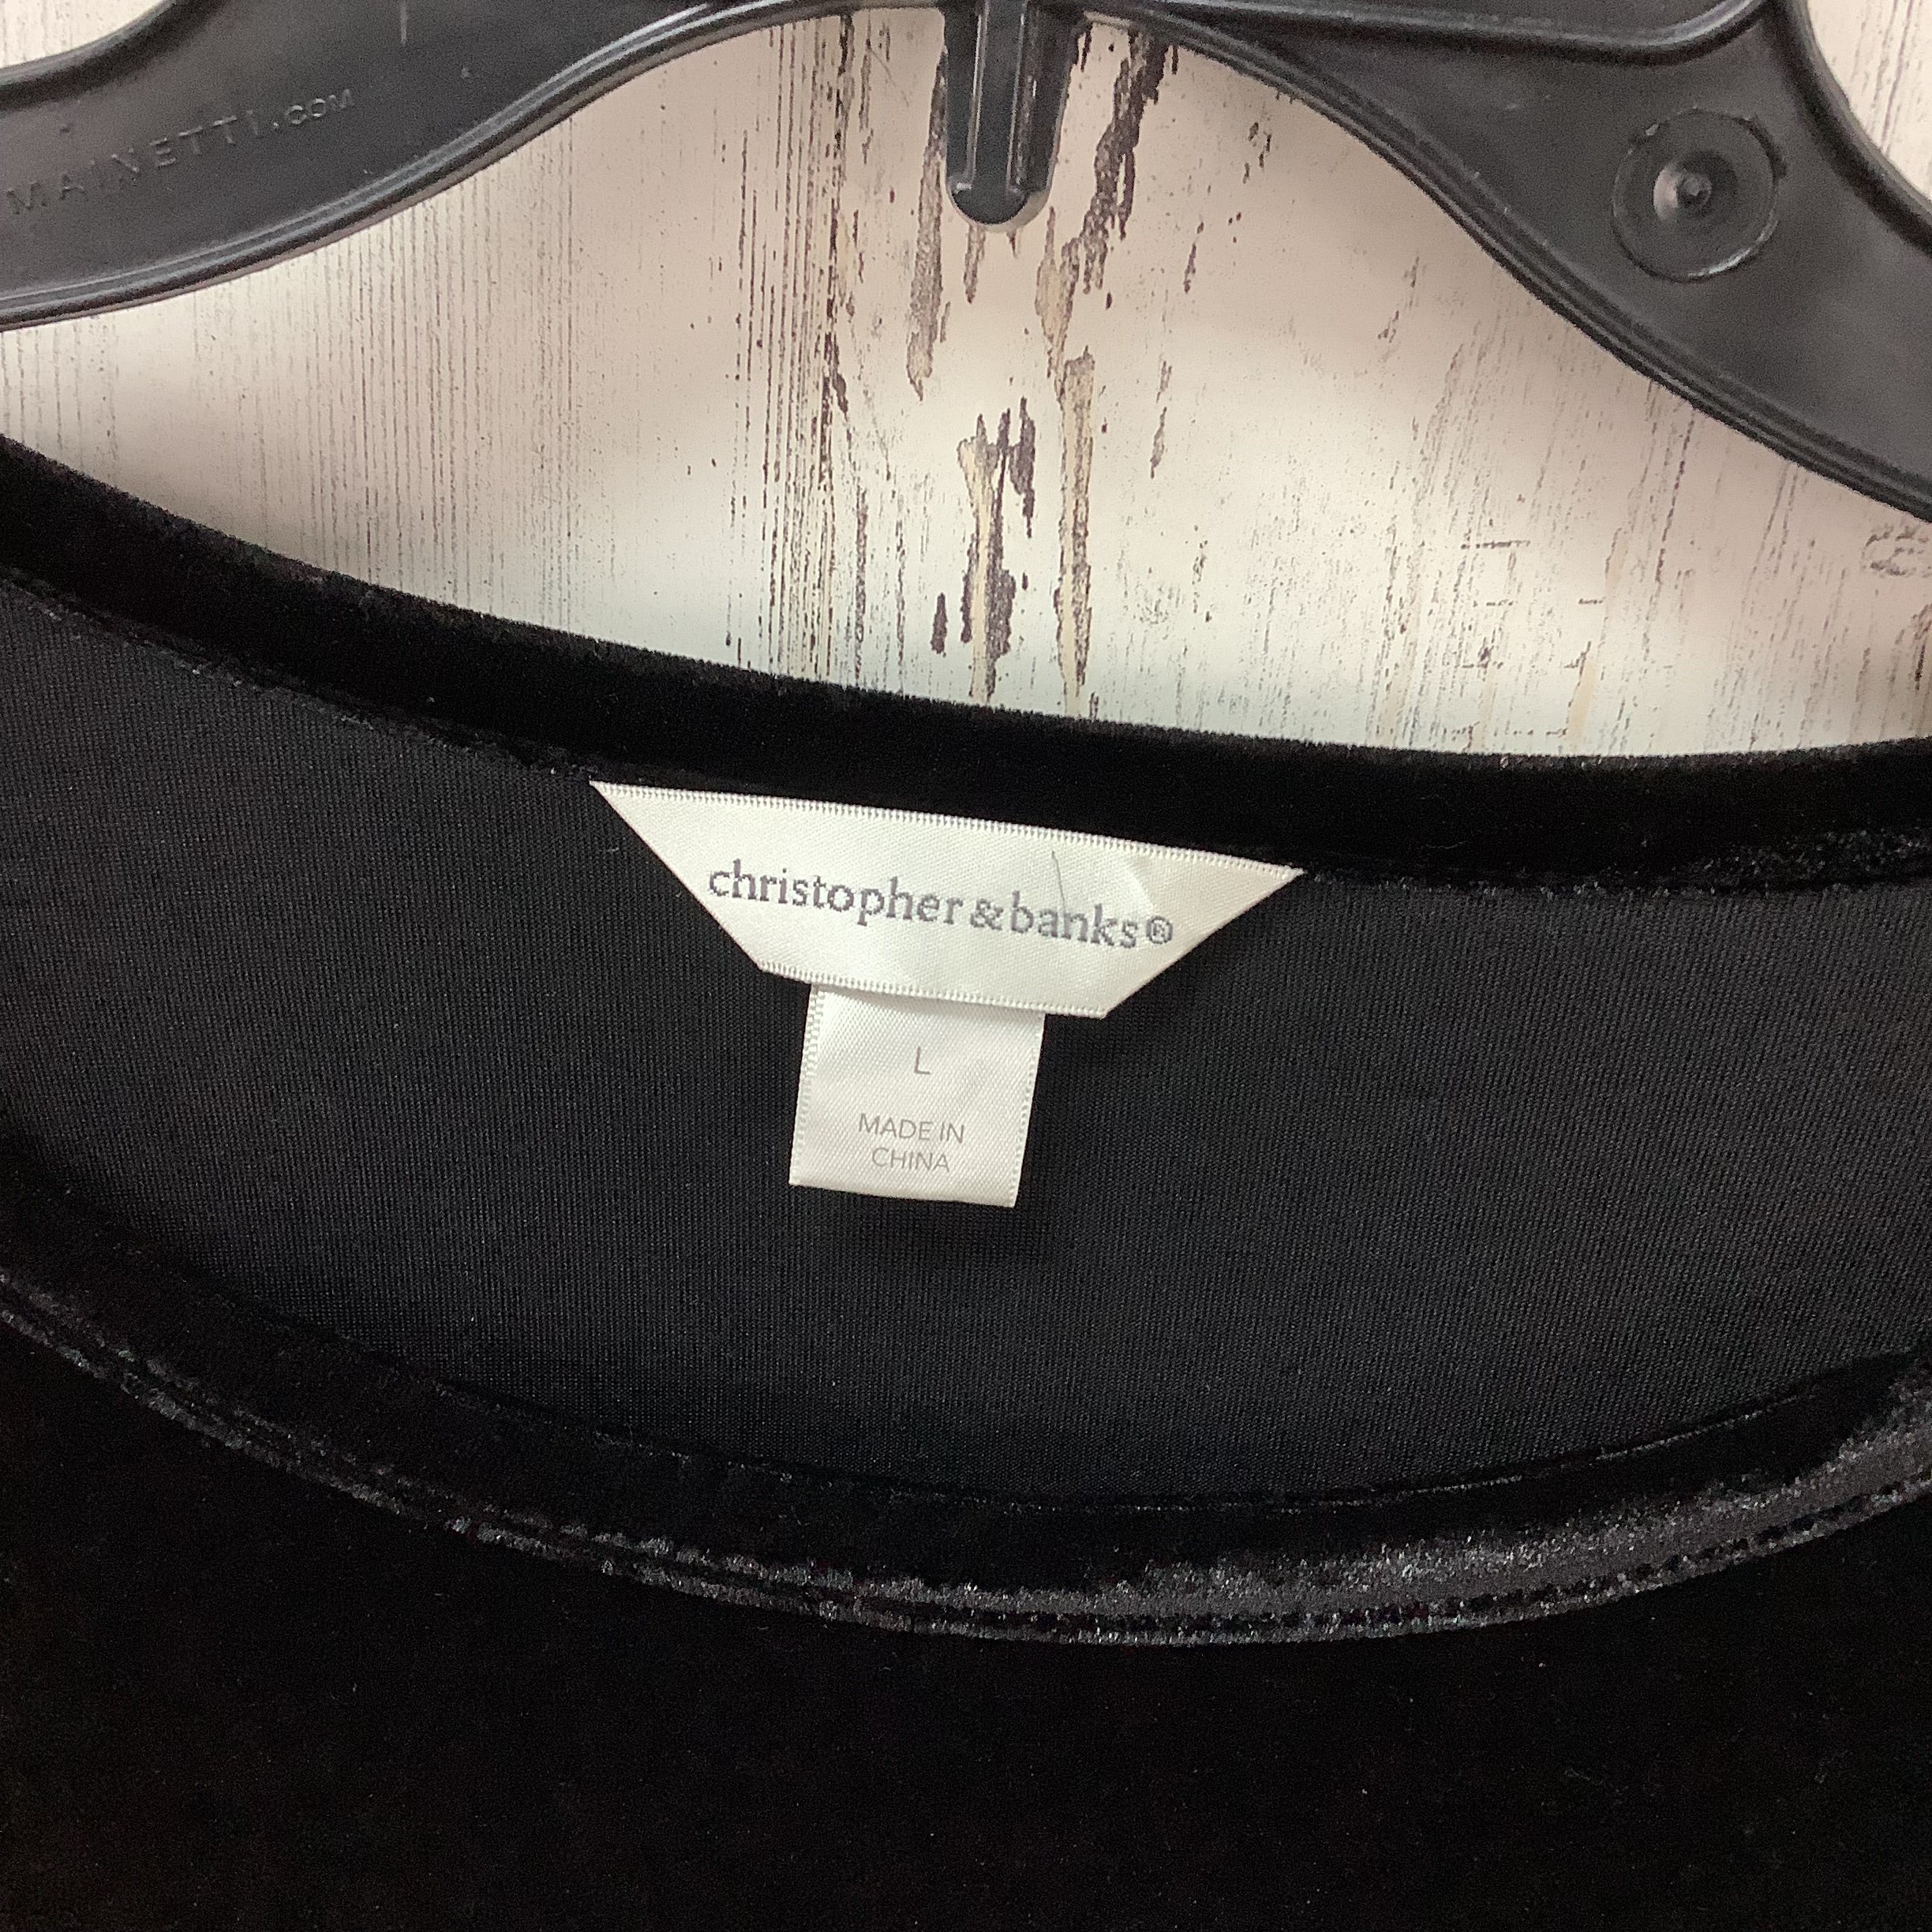 MAINETTI.COM
christopher & banks®
L
MADE IN
CHINA